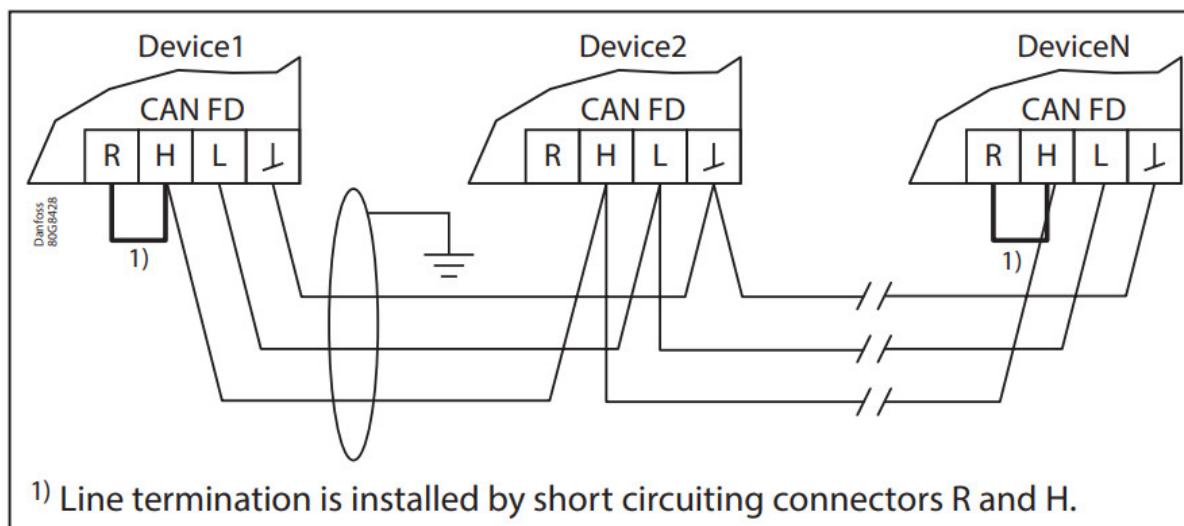 Device1 Device2 DeviceN
CAN FD CAN FD CAN FD
R H L R H L R H L
Danfoss
80G8428
1) 1)
1) Line termination is installed by short circuiting connectors R and H.